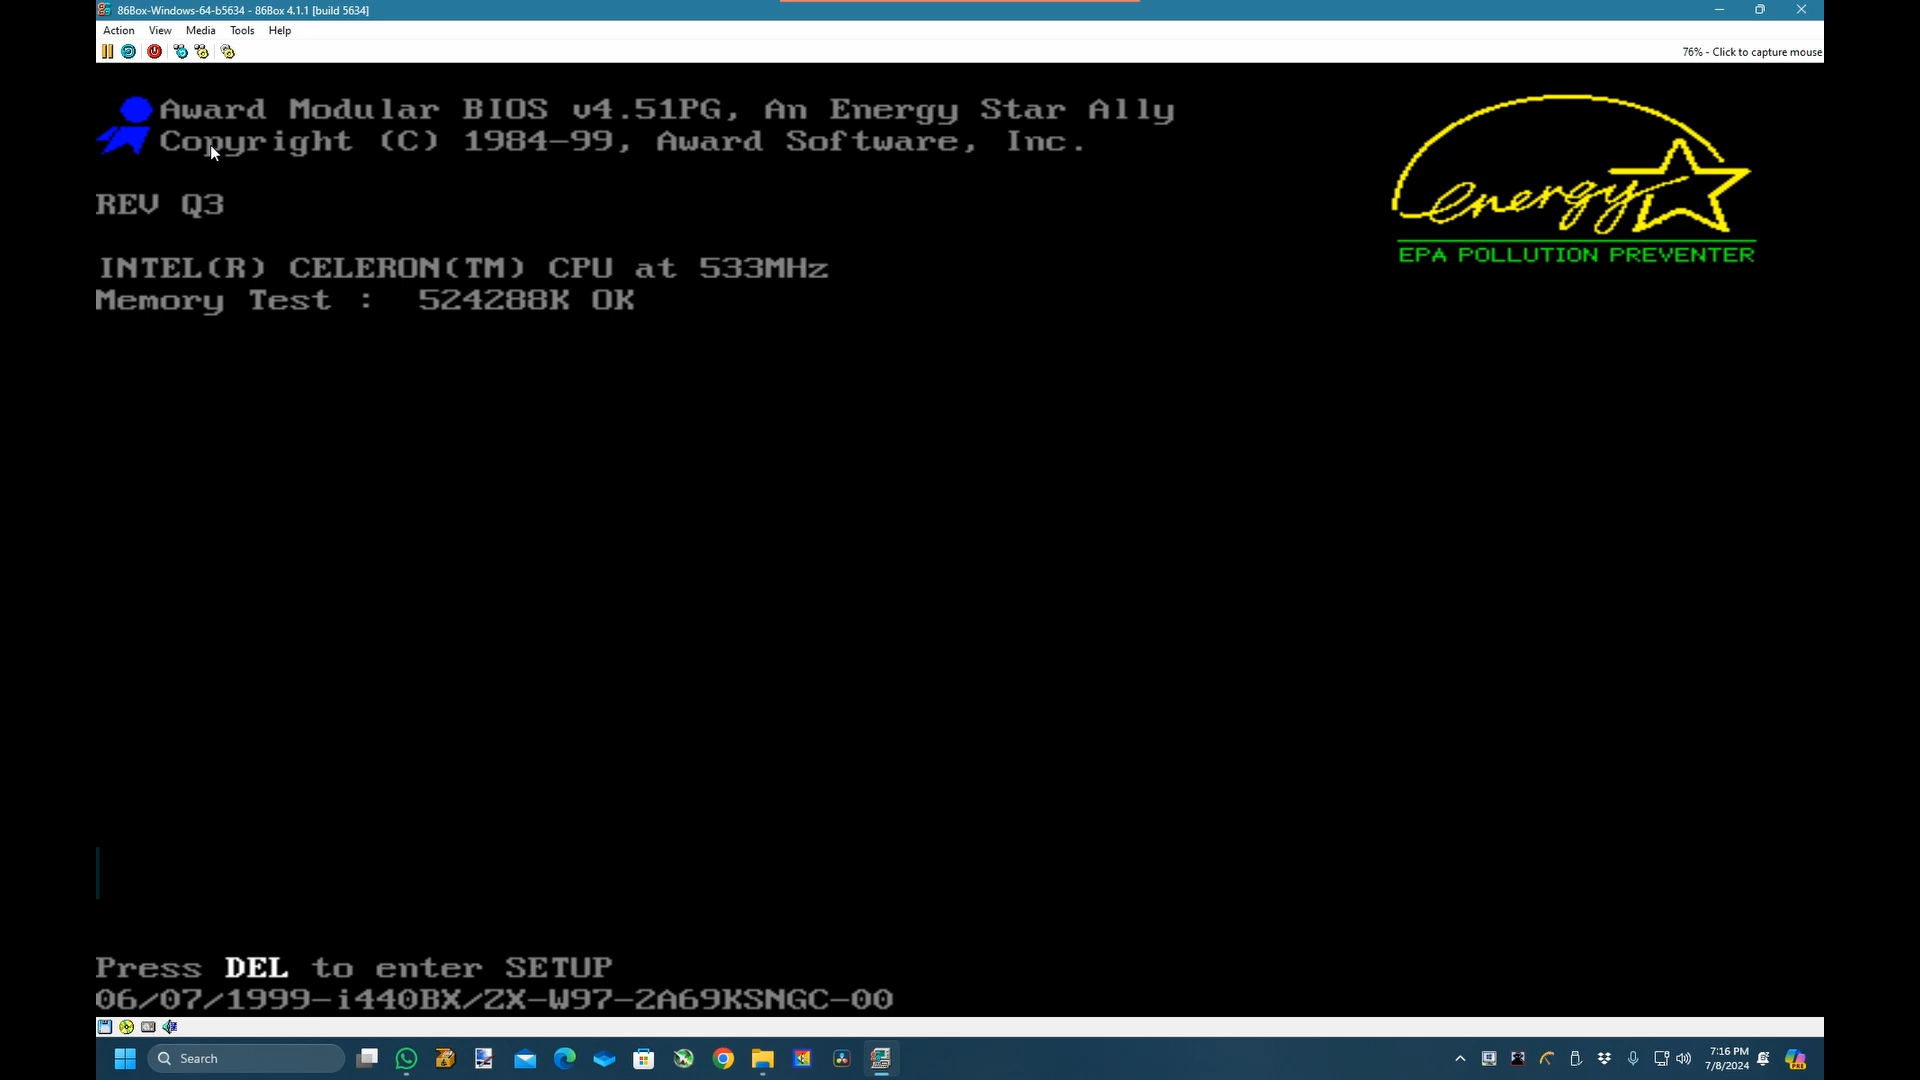 86Box-Windows-64-b5634 - 86Box 4.1.1 [build 5634]
Action View Media Tools Help
76% - Click to capture mouse
Award Modular BIOS v4.51PG, An Energy Star Ally
Copyright (C) 1984-99, Award Software, Inc.
energy
EPA POLLUTION PREVENTER
REV Q3
INTEL(R) CELERON(TM) CPU at 533MHz
Memory Test : 524288K OK
Press DEL to enter SETUP
06/07/1999-i440BX/ZX-W97-2A69KSNGC-00
Search
7:16 PM
7/8/2024
PRE